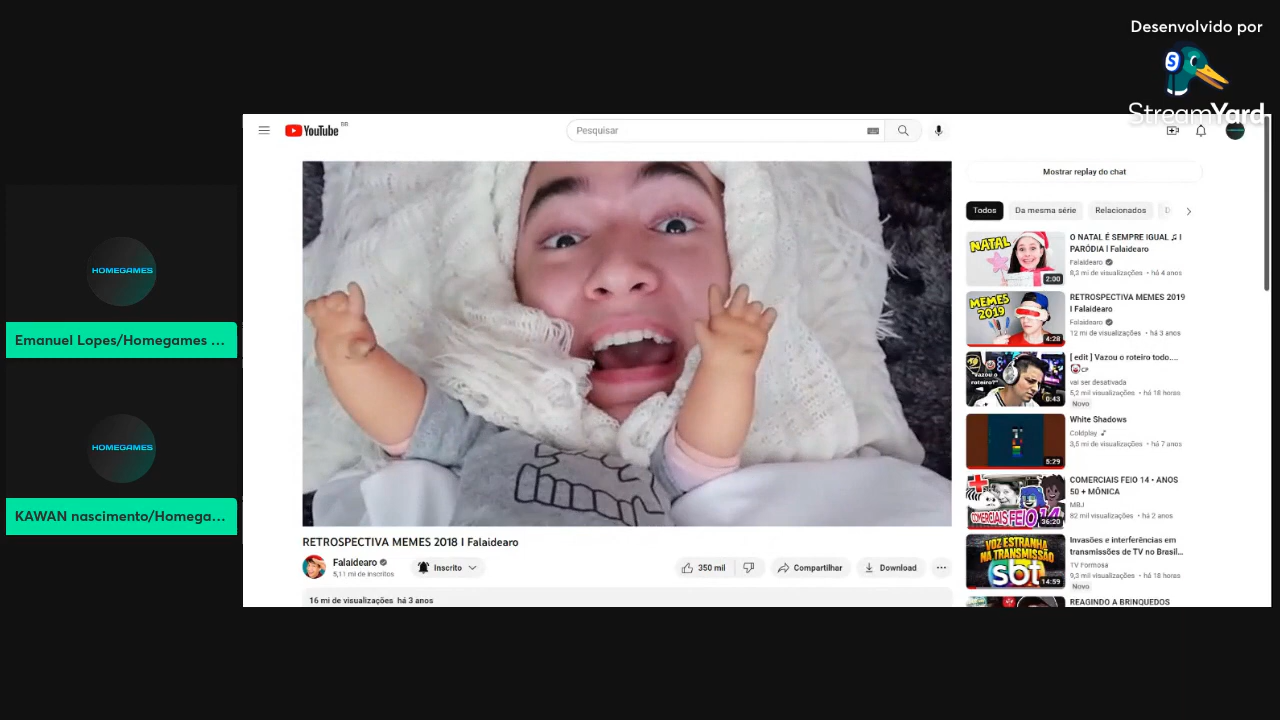 Desenvolvido por
S
StreamYard
YouTube
BR
Pesquisar
HOMEGAMES
Emanuel Lopes/Homegames ...
HOMEGAMES
KAWAN nascimento/Homega...
RETROSPECTIVA MEMES 2018 I Falaidearo
Falaidearo
5,11 mi de inscritos
Inscrito
350 mil
Compartilhar
Download
16 mi de visualizações há 3 anos
Mostrar replay do chat
Todos
Da mesma série
Relacionados
D
NATAL
2:00
O NATAL É SEMPRE IGUAL ♫ I
PARÓDIA I Falaidearo
Falaidearo
8,3 mi de visualizações • há 4 anos
MEMES
2019
4:28
RETROSPECTIVA MEMES 2019
I Falaidearo
Falaidearo
12 mi de visualizações • há 3 anos
"Vazou o
roteiro?"
0:43
[ edit ] Vazou o roteiro todo....
CP
vai ser desativada
5,2 mil visualizações • há 18 horas
Novo
5:29
White Shadows
Coldplay
3,5 mi de visualizações • há 7 anos
COMERCIAIS FEIO 14
36:20
COMERCIAIS FEIO 14 • ANOS
50 + MÔNICA
MBJ
82 mil visualizações • há 2 anos
VOZ ESTRANHA
NA TRANSMISSÃO
sbt
14:59
Invasões e interferências em
transmissões de TV no Brasil...
TV Formosa
9,3 mil visualizações • há 18 horas
Novo
REAGINDO A BRINQUEDOS